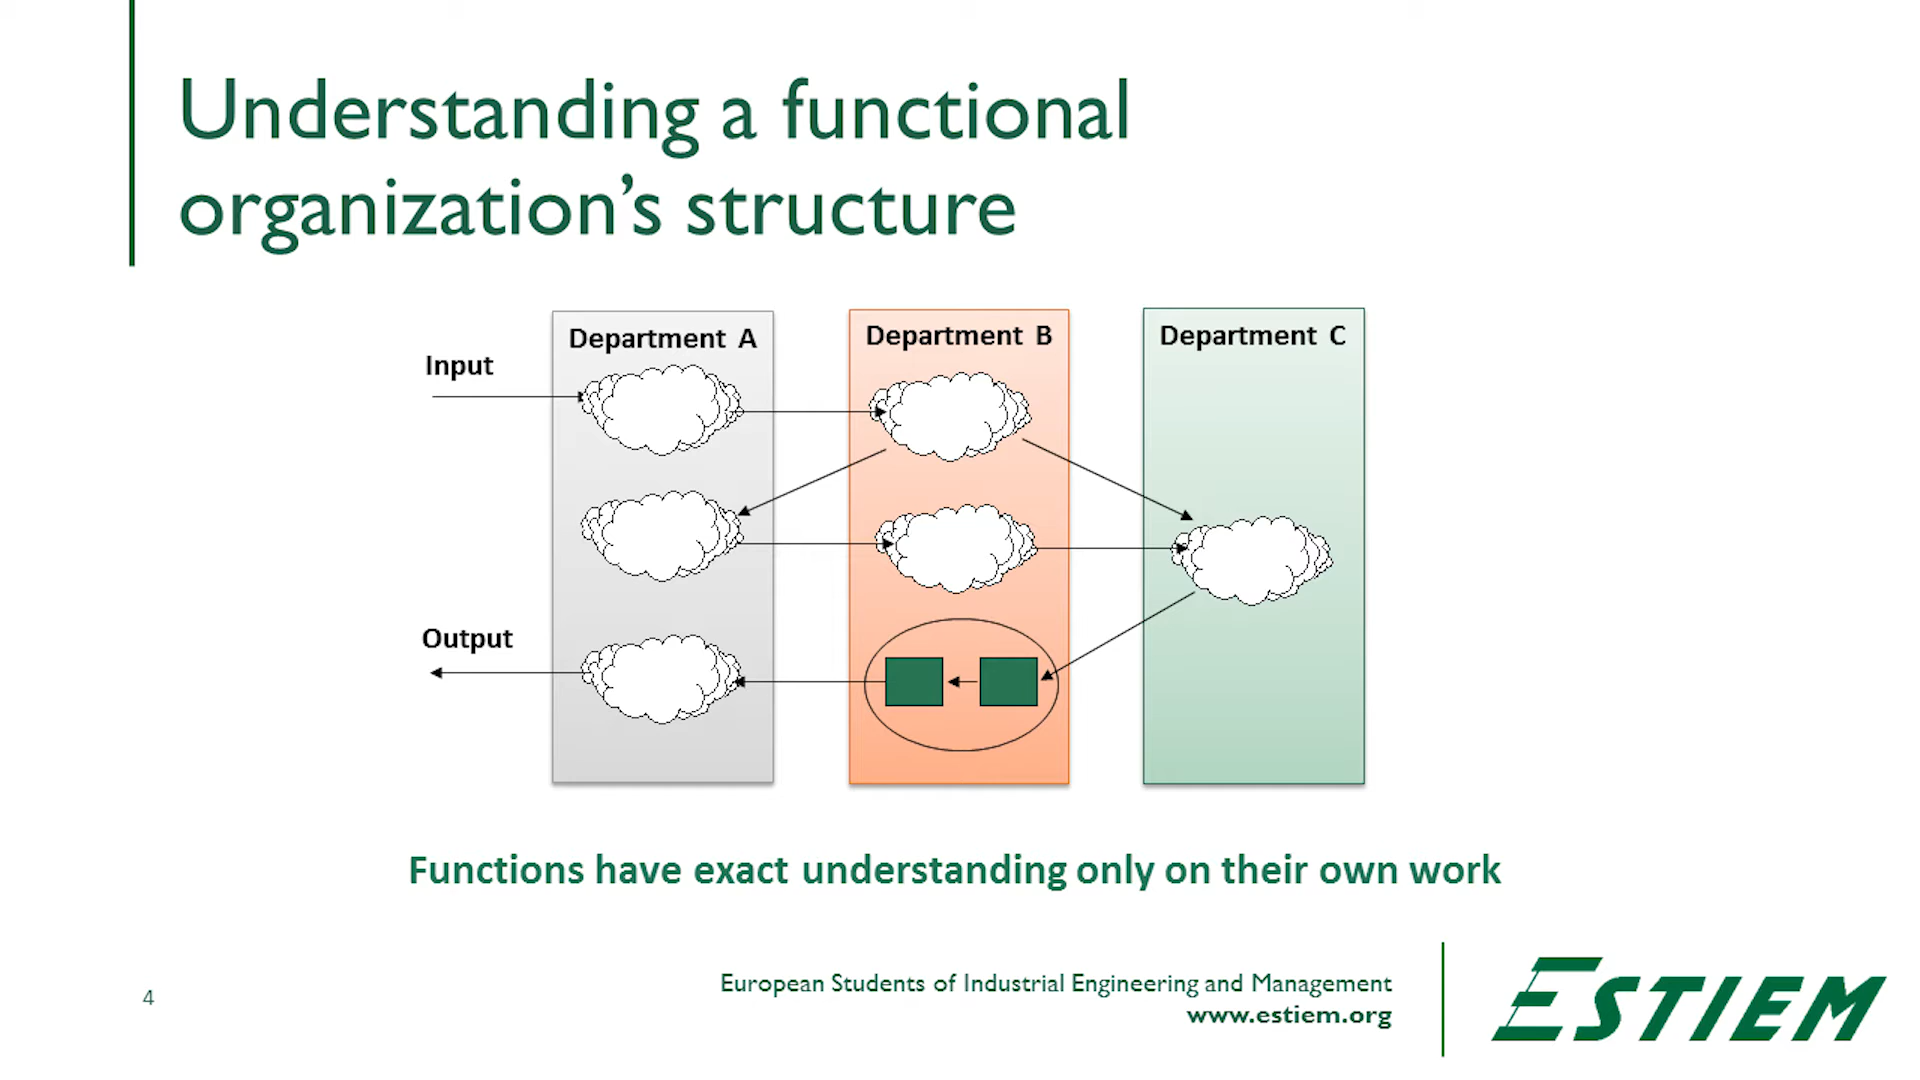 Understanding a functional
organization’s structure
Department A
Department B
Department C
Input
Output
Functions have exact understanding only on their own work
4
European Students of Industrial Engineering and Management
www.estiem.org
ESTIEM